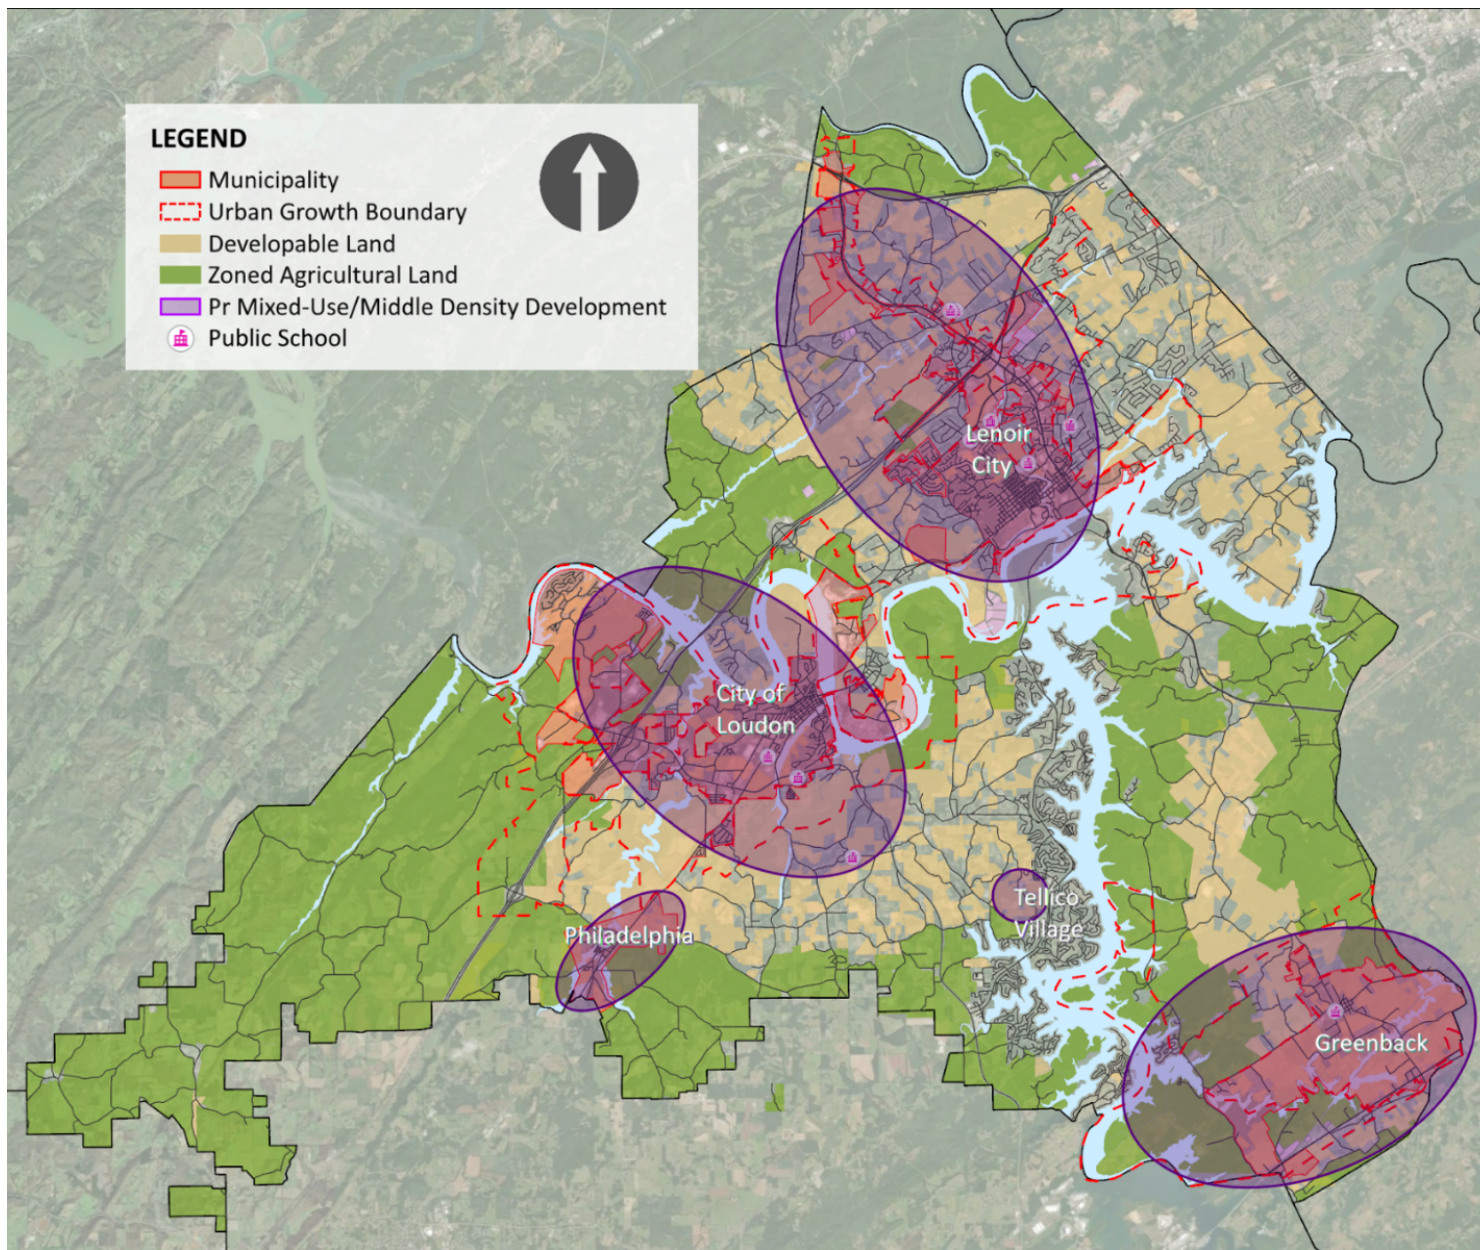 LEGEND
Municipality
Urban Growth Boundary
Developable Land
Zoned Agricultural Land
Pr Mixed-Use/Middle Density Development
Public School
Lenoir
City
City of
Loudon
Tellico
Village
Philadelphia
Greenback